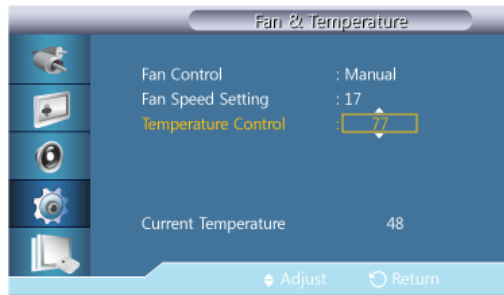 Fan & Temperature
Fan Control : Manual
Fan Speed Setting : 17
Temperature Control : 77
Current Temperature 48
Adjust Return